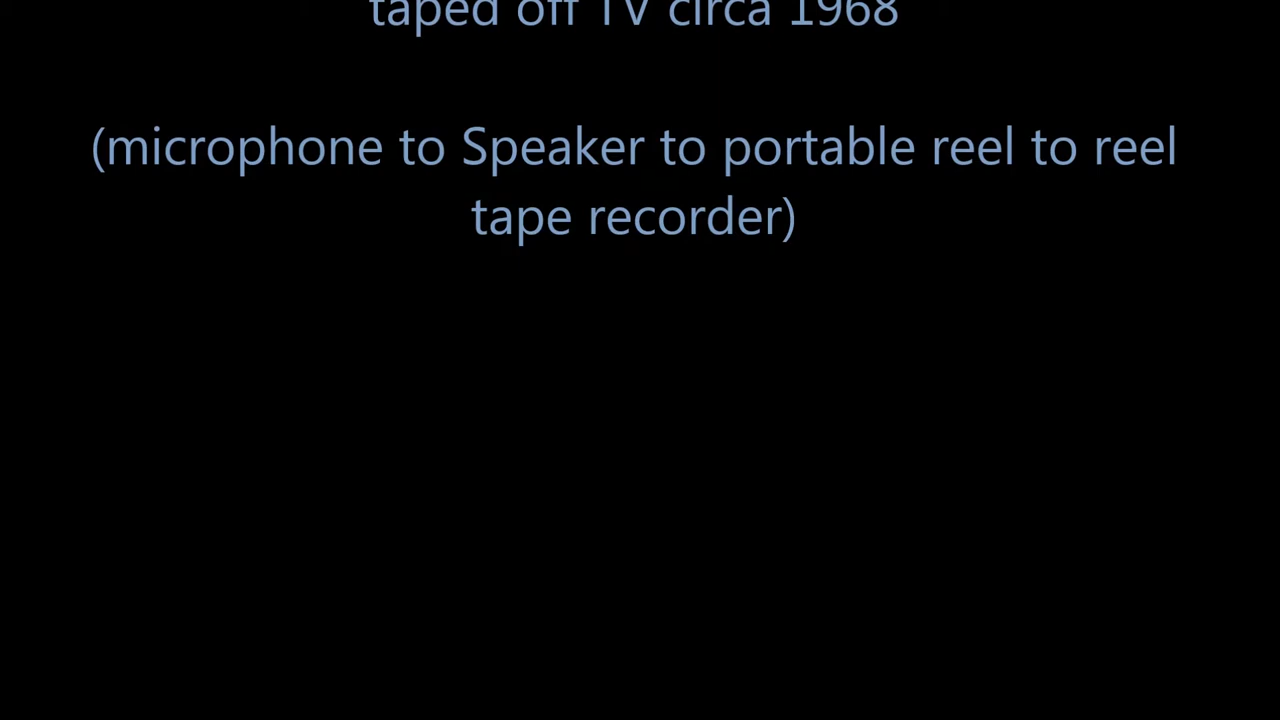 taped off TV circa 1968
(microphone to Speaker to portable reel to reel
tape recorder)